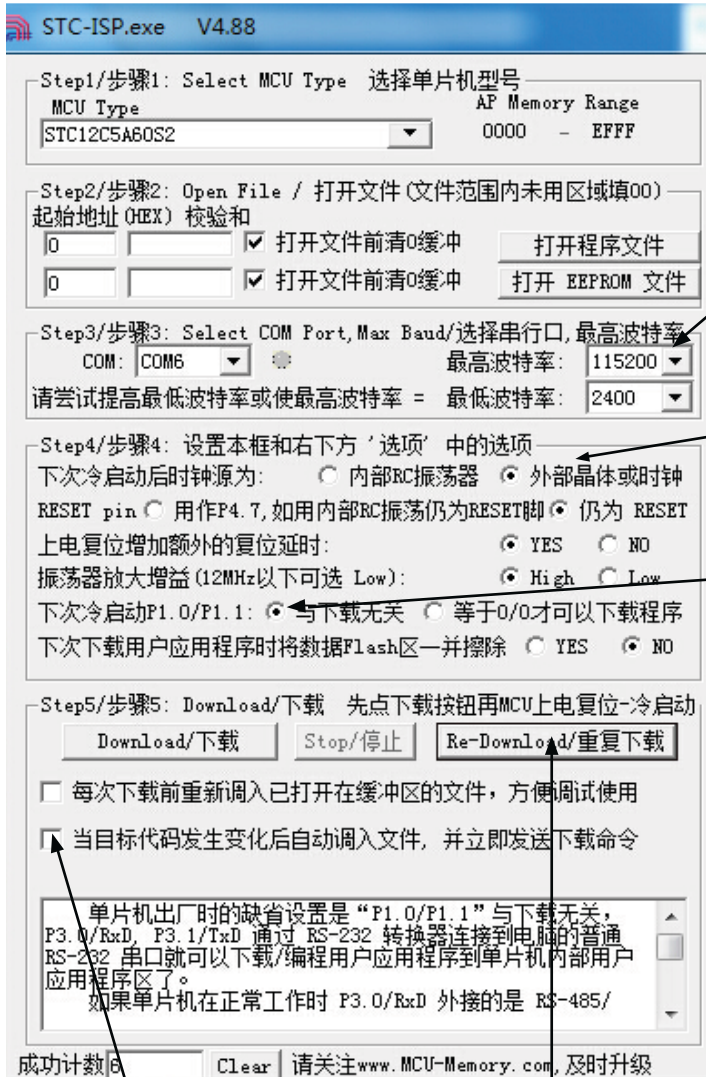 STC-ISP.exe V4.88
Step1/步骤1: Select MCU Type 选择单片机型号
MCU Type AP Memory Range
STC12C5A60S2 0000 - EFFF
Step2/步骤2: Open File / 打开文件(文件范围内未用区域填00)
起始地址(HEX) 校验和
0 打开文件前清0缓冲 打开程序文件
0 打开文件前清0缓冲 打开 EEPROM 文件
Step3/步骤3: Select COM Port,Max Baud/选择串行口,最高波特率
COM: COM6 最高波特率: 115200
请尝试提高最低波特率或使最高波特率 = 最低波特率: 2400
Step4/步骤4: 设置本框和右下方 '选项' 中的选项
下次冷启动后时钟源为: 内部RC振荡器 外部晶体或时钟
RESET pin 用作P4.7,如用内部RC振荡仍为RESET脚 仍为 RESET
上电复位增加额外的复位延时: YES NO
振荡器放大增益(12MHz以下可选 Low): High Low
下次冷启动P1.0/P1.1: 与下载无关 等于0/0才可以下载程序
下次下载用户应用程序时将数据Flash区一并擦除 YES NO
Step5/步骤5: Download/下载 先点下载按钮再MCU上电复位-冷启动
Download/下载 Stop/停止 Re-Download/重复下载
每次下载前重新调入已打开在缓冲区的文件，方便调试使用
当目标代码发生变化后自动调入文件, 并立即发送下载命令
单片机出厂时的缺省设置是“P1.0/P1.1”与下载无关，
P3.0/RxD, P3.1/TxD 通过 RS-232 转换器连接到电脑的普通
RS-232 串口就可以下载/编程用户应用程序到单片机内部用户
应用程序区了。
如果单片机在正常工作时 P3.0/RxD 外接的是 RS-485/
成功计数 6 Clear 请关注www.MCU-Memory.com,及时升级